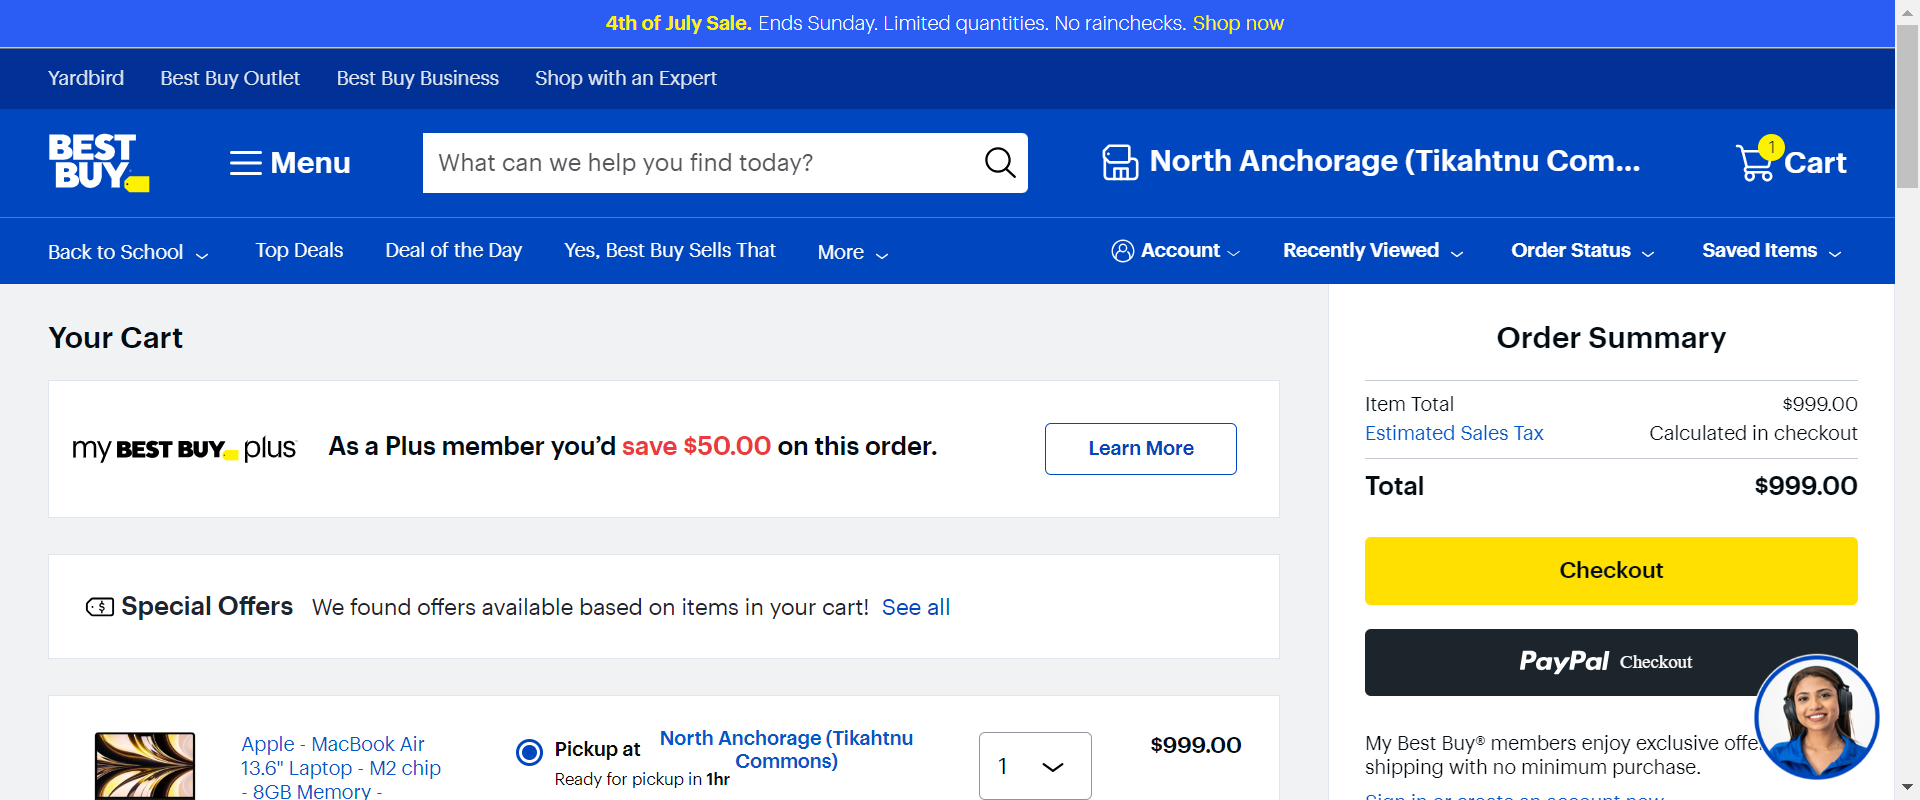 4th of July Sale. Ends Sunday. Limited quantities. No rainchecks. Shop now
Yardbird Best Buy Outlet Best Buy Business Shop with an Expert
BEST BUY
Menu
What can we help you find today?
North Anchorage (Tikahtnu Com...
1
Cart
Back to School Top Deals Deal of the Day Yes, Best Buy Sells That More Account Recently Viewed Order Status Saved Items
Your Cart
my BEST BUY plus As a Plus member you’d save $50.00 on this order.
Learn More
$ Special Offers We found offers available based on items in your cart! See all
Apple - MacBook Air
13.6" Laptop - M2 chip
- 8GB Memory -
Pickup at North Anchorage (Tikahtnu
Commons)
Ready for pickup in 1hr
1
$999.00
Order Summary
Item Total $999.00
Estimated Sales Tax Calculated in checkout
Total $999.00
Checkout
PayPal Checkout
My Best Buy® members enjoy exclusive offe
shipping with no minimum purchase.
Sign in or create an account now